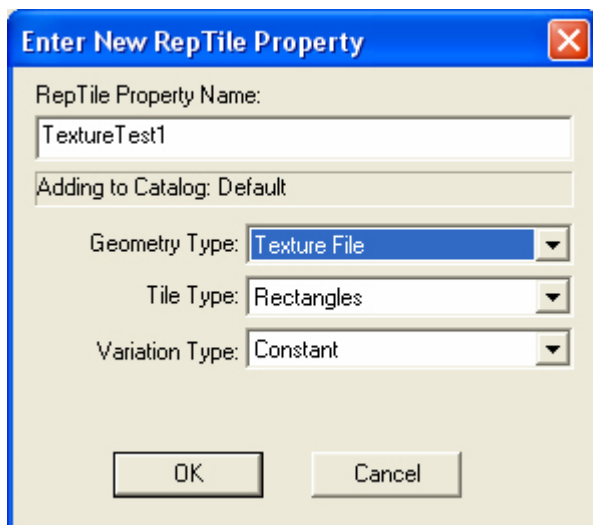 Enter New RepTile Property
RepTile Property Name:
TextureTest1
Adding to Catalog: Default
Geometry Type: Texture File
Tile Type: Rectangles
Variation Type: Constant
OK Cancel